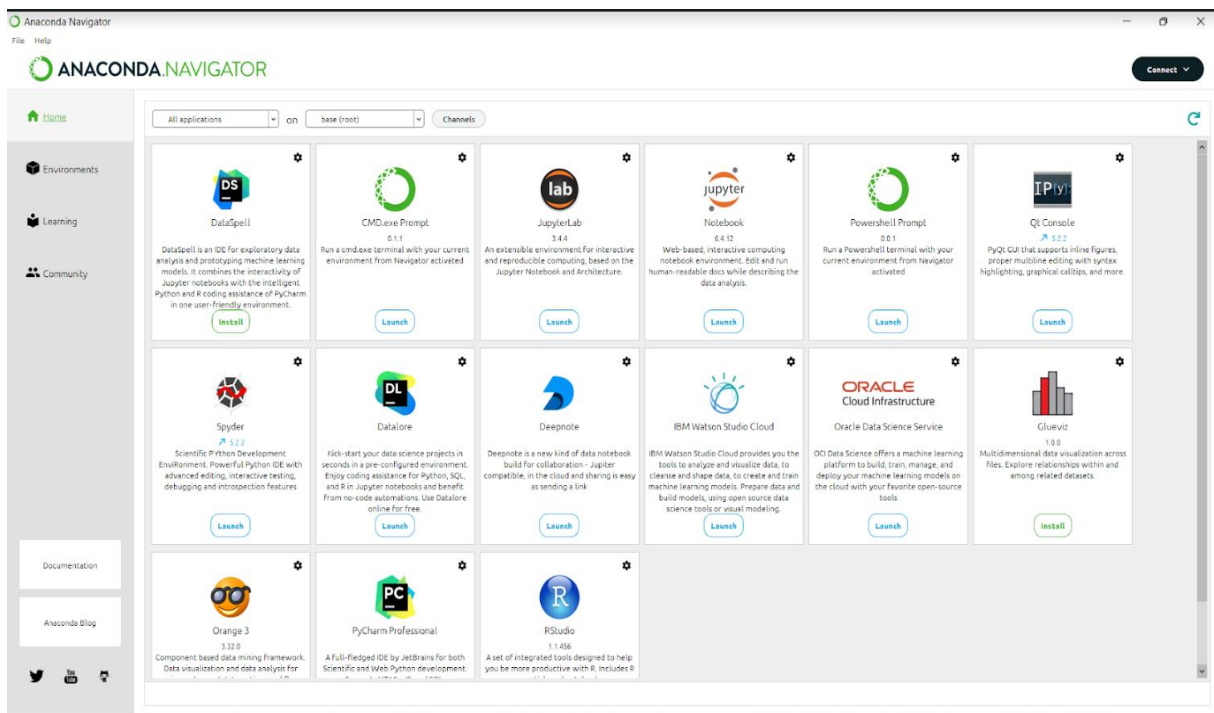 Anaconda Navigator
File Help
ANACONDA.NAVIGATOR
Connect
Home
Environments
Learning
Community
Documentation
Anaconda Blog
You
Tube
All applications
on
base (root)
Channels
DS
DataSpell
DataSpell is an IDE for exploratory data
analysis and prototyping machine learning
models. It combines the interactivity of
Jupyter notebooks with the intelligent
Python and R coding assistance of PyCharm
in one user-friendly environment.
Install
CMD.exe Prompt
0.1.1
Run a cmd.exe terminal with your current
environment from Navigator activated
Launch
lab
JupyterLab
3.4.4
An extensible environment for interactive
and reproducible computing, based on the
Jupyter Notebook and Architecture.
Launch
jupyter
Notebook
6.4.12
Web-based, interactive computing
notebook environment. Edit and run
human-readable docs while describing the
data analysis.
Launch
Powershell Prompt
0.0.1
Run a Powershell terminal with your
current environment from Navigator
activated
Launch
IP[y]:
Qt Console
5.2.2
PyQt GUI that supports inline figures,
proper multiline editing with syntax
highlighting, graphical calltips, and more.
Launch
Spyder
5.2.2
Scientific PYthon Development
EnviRonment. Powerful Python IDE with
advanced editing, interactive testing,
debugging and introspection features
Launch
DL
Datalore
Kick-start your data science projects in
seconds in a pre-configured environment.
Enjoy coding assistance for Python, SQL,
and R in Jupyter notebooks and benefit
from no-code automations. Use Datalore
online for free.
Launch
Deepnote
Deepnote is a new kind of data notebook
build for collaboration - Jupiter
compatible, in the cloud and sharing is easy
as sending a link
Launch
IBM Watson Studio Cloud
IBM Watson Studio Cloud provides you the
tools to analyze and visualize data, to
cleanse and shape data, to create and train
machine learning models. Prepare data and
build models, using open source data
science tools or visual modeling.
Launch
ORACLE
Cloud Infrastructure
Oracle Data Science Service
OCI Data Science offers a machine learning
platform to build, train, manage, and
deploy your machine learning models on
the cloud with your favorite open-source
tools
Launch
Glueviz
1.0.0
Multidimensional data visualization across
files. Explore relationships within and
among related datasets.
Install
Orange 3
3.32.0
Component based data mining framework.
Data visualization and data analysis for
PC
PyCharm Professional
A full-fledged IDE by JetBrains for both
Scientific and Web Python development.
R
RStudio
1.1.456
A set of integrated tools designed to help
you be more productive with R. Includes R